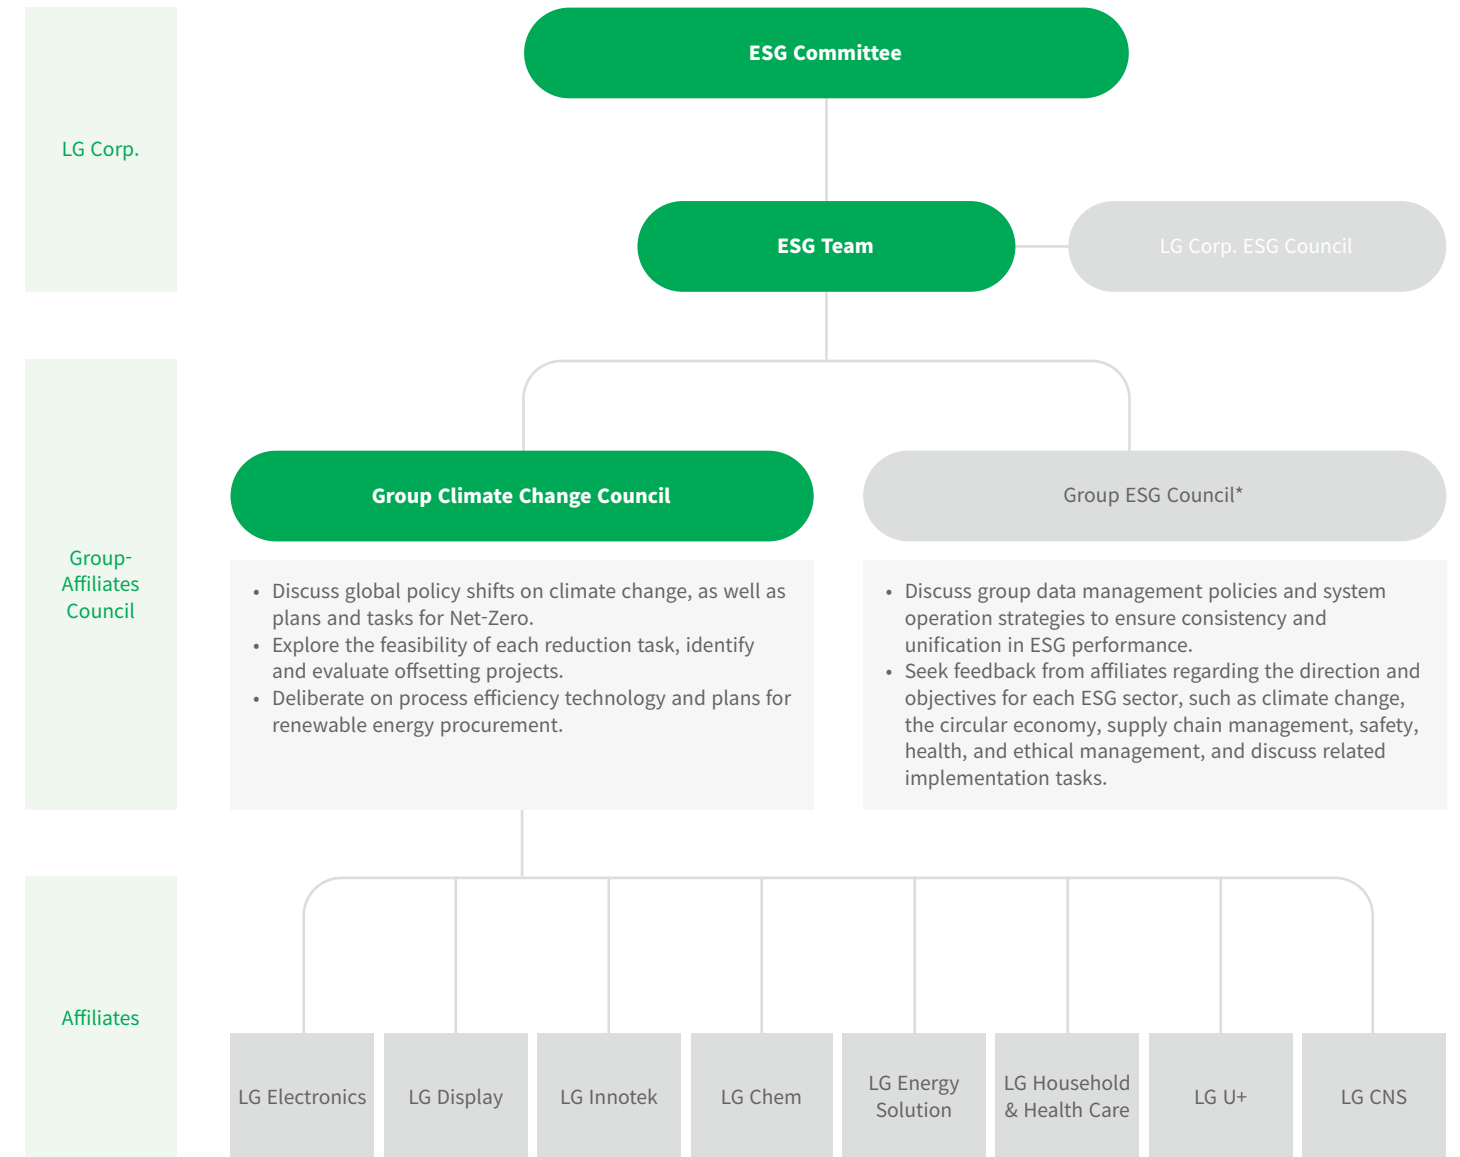 LG Corp.
ESG Committee
ESG Team
LG Corp. ESG Council
Group-
Affiliates
Council
Group Climate Change Council
• Discuss global policy shifts on climate change, as well as
plans and tasks for Net-Zero.
• Explore the feasibility of each reduction task, identify
and evaluate offsetting projects.
• Deliberate on process efficiency technology and plans for
renewable energy procurement.
Group ESG Council*
• Discuss group data management policies and system
operation strategies to ensure consistency and
unification in ESG performance.
• Seek feedback from affiliates regarding the direction and
objectives for each ESG sector, such as climate change,
the circular economy, supply chain management, safety,
health, and ethical management, and discuss related
implementation tasks.
Affiliates
LG Electronics
LG Display
LG Innotek
LG Chem
LG Energy
Solution
LG Household
& Health Care
LG U+
LG CNS